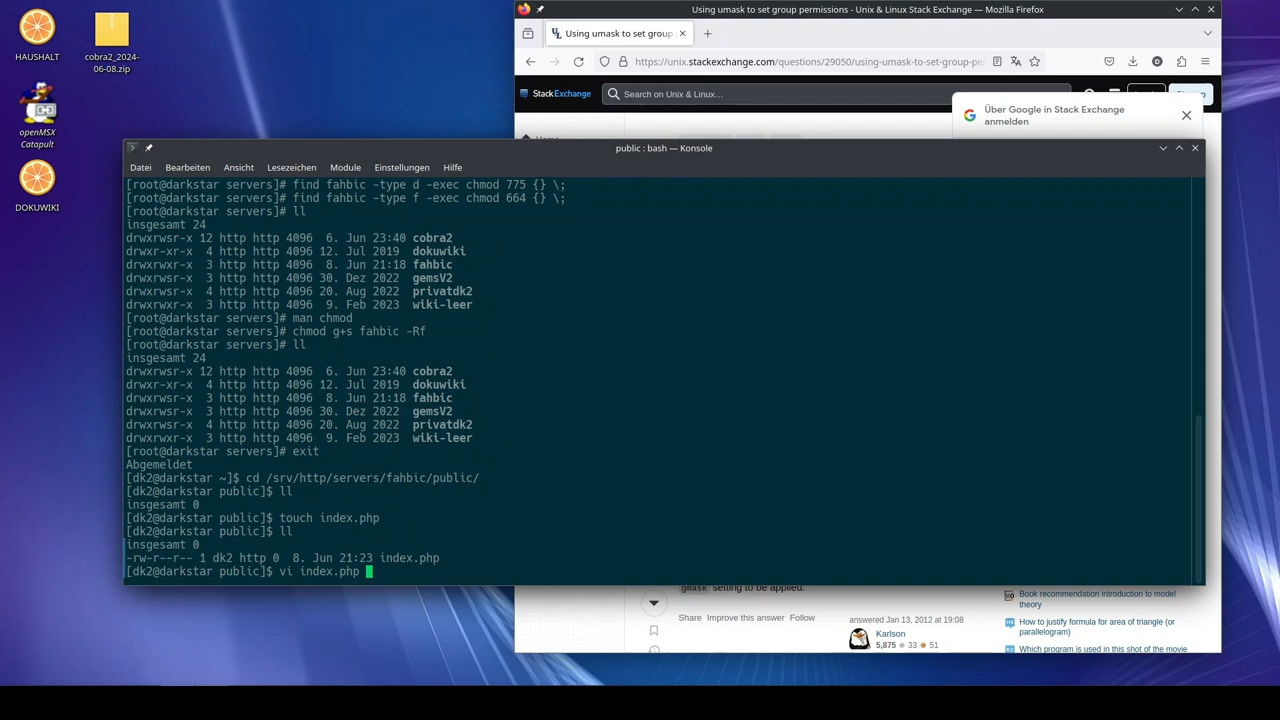 HAUSHALT
cobra2_2024-
06-08.zip
openMSX
Catapult
DOKUWIKI
Using umask to set group permissions - Unix & Linux Stack Exchange — Mozilla Firefox
Using umask to set group
https://unix.stackexchange.com/questions/29050/using-umask-to-set-group-pe
StackExchange
Search on Unix & Linux…
Über Google in Stack Exchange
anmelden
public : bash — Konsole
Datei Bearbeiten Ansicht Lesezeichen Module Einstellungen Hilfe
[root@darkstar servers]# find fahbic -type d -exec chmod 775 {} \;
[root@darkstar servers]# find fahbic -type f -exec chmod 664 {} \;
[root@darkstar servers]# ll
insgesamt 24
drwxrwsr-x 12 http http 4096  6. Jun 23:40 cobra2
drwxr-xr-x  4 http http 4096 12. Jul 2019 dokuwiki
drwxrwxr-x  3 http http 4096  8. Jun 21:18 fahbic
drwxrwsr-x  3 http http 4096 30. Dez 2022 gemsV2
drwxrwsr-x  4 http http 4096 20. Aug 2022 privatdk2
drwxrwsr-x  3 http http 4096  9. Feb 2023 wiki-leer
[root@darkstar servers]# man chmod
[root@darkstar servers]# chmod g+s fahbic -Rf
[root@darkstar servers]# ll
insgesamt 24
drwxrwsr-x 12 http http 4096  6. Jun 23:40 cobra2
drwxr-xr-x  4 http http 4096 12. Jul 2019 dokuwiki
drwxrwsr-x  3 http http 4096  8. Jun 21:18 fahbic
drwxrwsr-x  3 http http 4096 30. Dez 2022 gemsV2
drwxrwsr-x  4 http http 4096 20. Aug 2022 privatdk2
drwxrwsr-x  3 http http 4096  9. Feb 2023 wiki-leer
[root@darkstar servers]# exit
Abgemeldet
[dk2@darkstar ~]$ cd /srv/http/servers/fahbic/public/
[dk2@darkstar public]$ ll
insgesamt 0
[dk2@darkstar public]$ touch index.php
[dk2@darkstar public]$ ll
insgesamt 0
-rw-r--r-- 1 dk2 http 0  8. Jun 21:23 index.php
[dk2@darkstar public]$ vi index.php
to being applied.
Share Improve this answer Follow
answered Jan 13, 2012 at 19:08
Karlson
5,875 33 51
Book recommendation introduction to model
theory
How to justify formula for area of triangle (or
parallelogram)
Which program is used in this shot of the movie